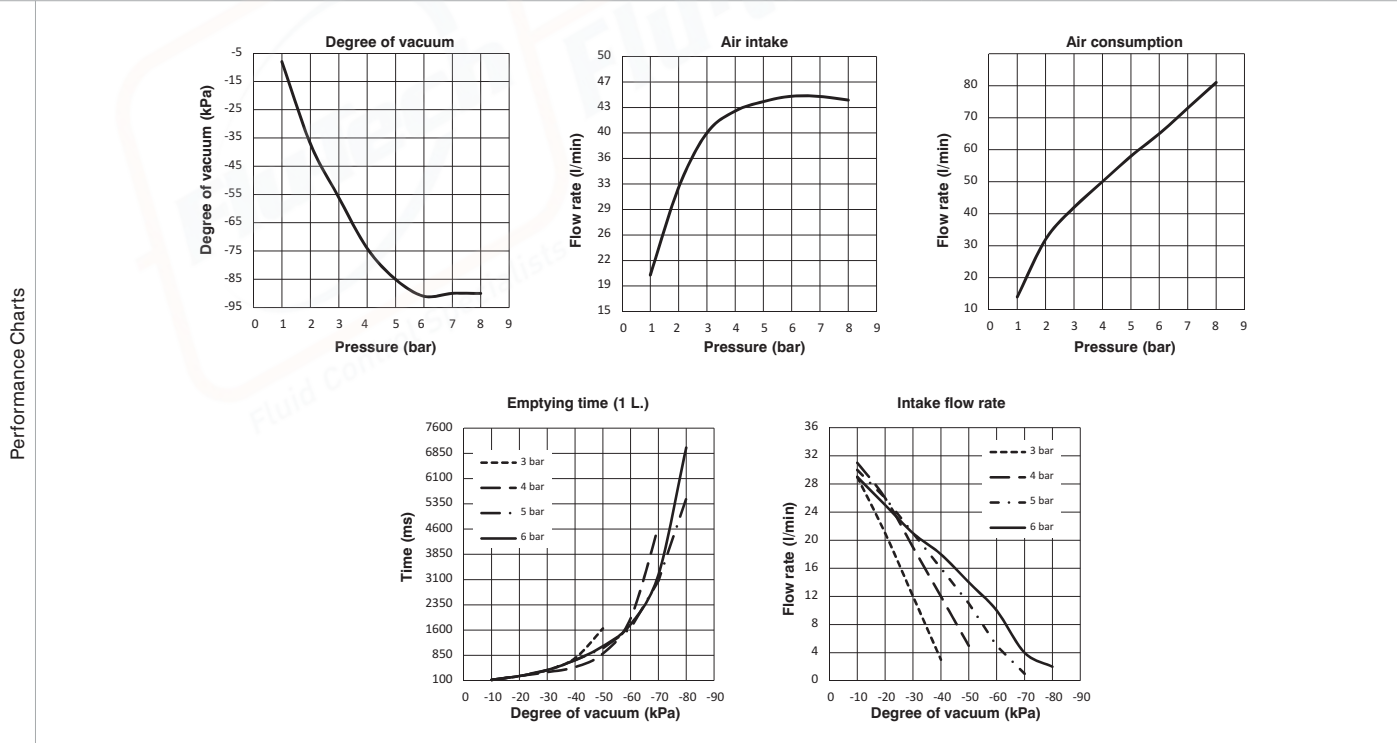 Performance Charts
Degree of vacuum
Degree of vacuum (kPa)
-5
-15
-25
-35
-45
-55
-65
-75
-85
-95
0 1 2 3 4 5 6 7 8 9
Pressure (bar)
Air intake
Flow rate (l/min)
50
47
43
40
36
33
29
26
22
19
15
0 1 2 3 4 5 6 7 8 9
Pressure (bar)
Air consumption
Flow rate (l/min)
80
70
60
50
40
30
20
10
0 1 2 3 4 5 6 7 8 9
Pressure (bar)
Emptying time (1 L.)
Time (ms)
7600
6850
6100
5350
4600
3850
3100
2350
1600
850
100
3 bar
4 bar
5 bar
6 bar
0 -10 -20 -30 -40 -50 -60 -70 -80 -90
Degree of vacuum (kPa)
Intake flow rate
Flow rate (l/min)
36
32
28
24
20
16
12
8
4
0
3 bar
4 bar
5 bar
6 bar
0 -10 -20 -30 -40 -50 -60 -70 -80 -90
Degree of vacuum (kPa)